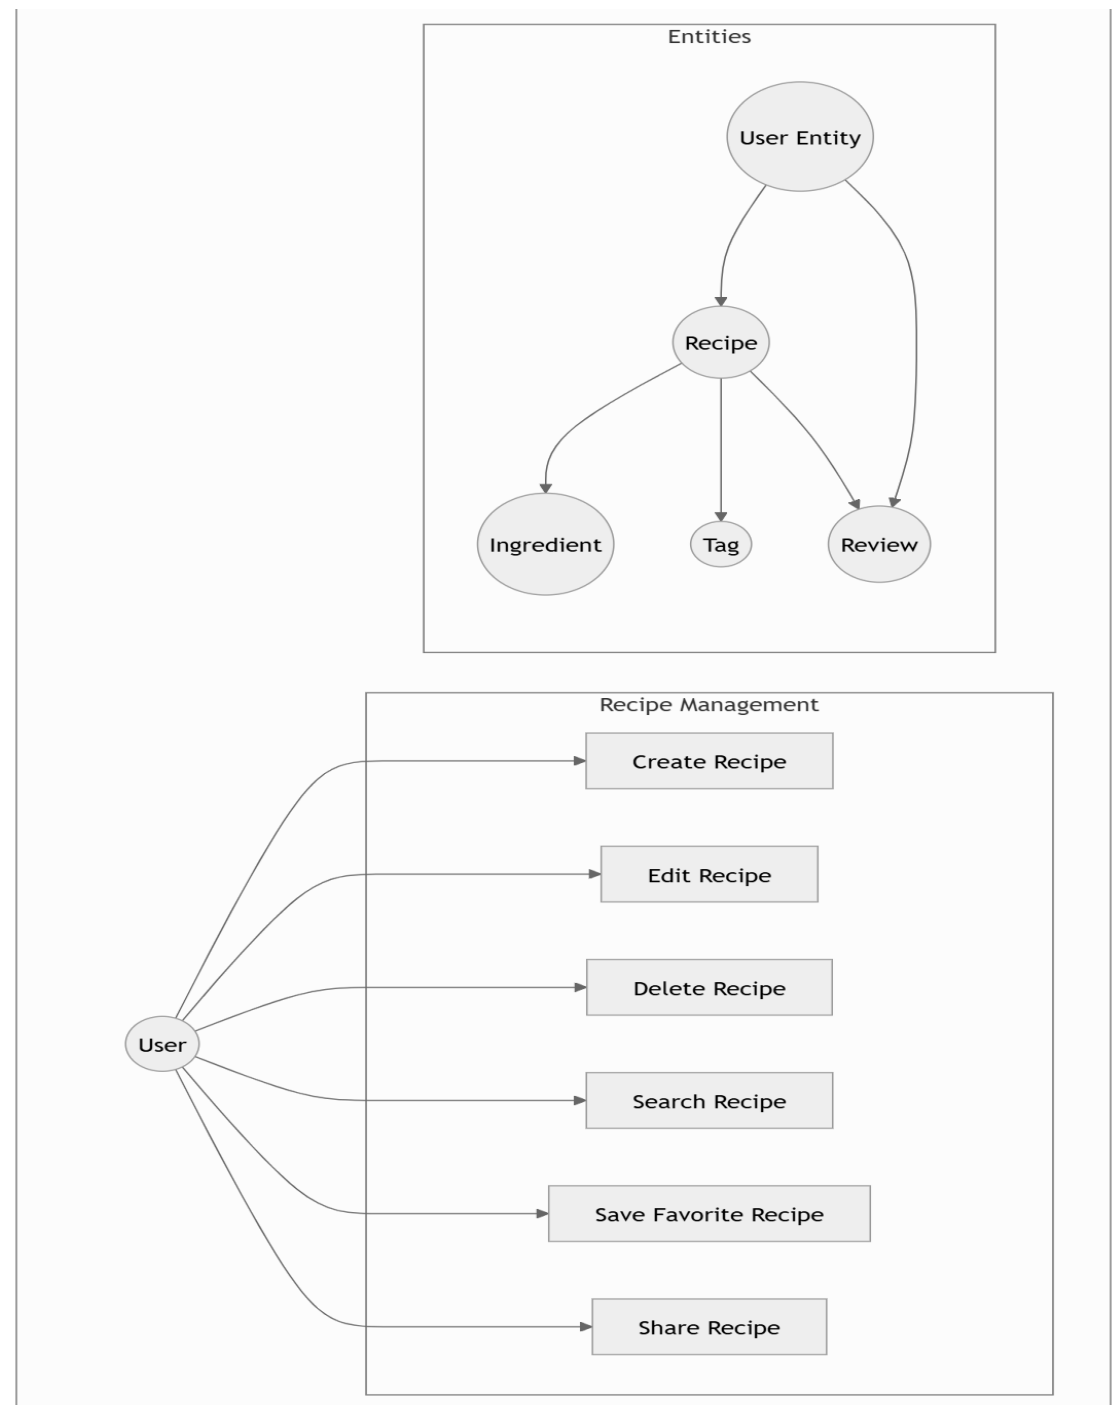 Entities
User Entity
Recipe
Ingredient
Tag
Review
Recipe Management
Create Recipe
Edit Recipe
Delete Recipe
User
Search Recipe
Save Favorite Recipe
Share Recipe